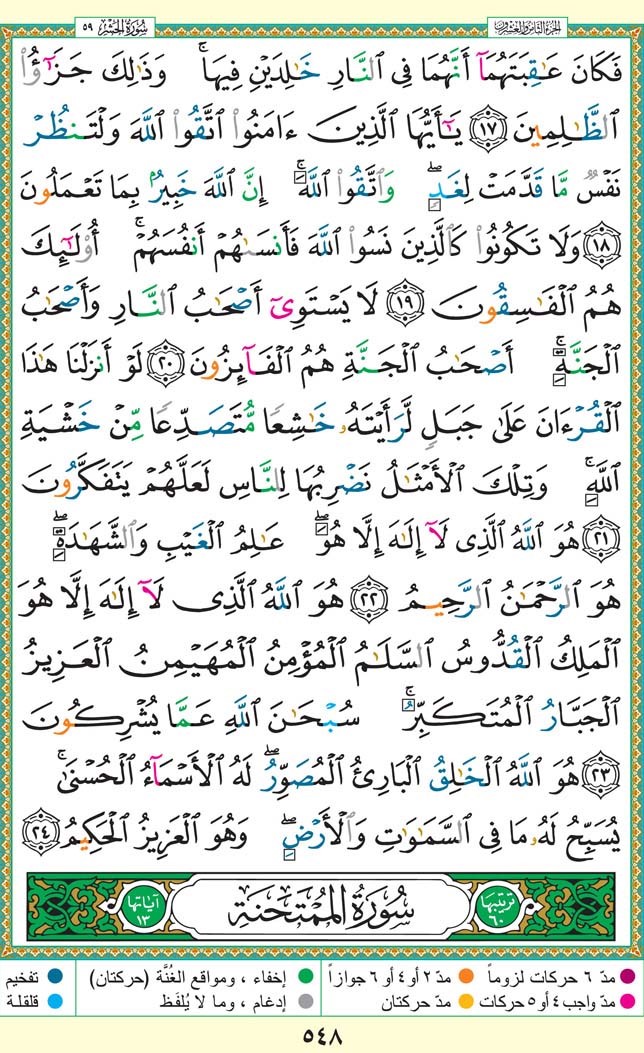 الجزء الثامن والعشرون سورة الحشر ٥٩
فَكَانَ عَٰقِبَتَهُمَآ أَنَّهُمَا فِى ٱلنَّارِ خَٰلِدَيْنِ فِيهَا ۚ وَذَٰلِكَ جَزَٰٓؤُا۟
ٱلظَّٰلِمِينَ ١٧ يَٰٓأَيُّهَا ٱلَّذِينَ ءَامَنُوا۟ ٱتَّقُوا۟ ٱللَّهَ وَلْتَنظُرْ
نَفْسٌ مَّا قَدَّمَتْ لِغَدٍ ۖ وَٱتَّقُوا۟ ٱللَّهَ ۚ إِنَّ ٱللَّهَ خَبِيرٌۢ بِمَا تَعْمَلُونَ
١٨ وَلَا تَكُونُوا۟ كَٱلَّذِينَ نَسُوا۟ ٱللَّهَ فَأَنسَىٰهُمْ أَنفُسَهُمْ ۚ أُو۟لَٰٓئِكَ
هُمُ ٱلْفَٰسِقُونَ ١٩ لَا يَسْتَوِىٓ أَصْحَٰبُ ٱلنَّارِ وَأَصْحَٰبُ
ٱلْجَنَّةِ ۚ أَصْحَٰبُ ٱلْجَنَّةِ هُمُ ٱلْفَآئِزُونَ ٢٠ لَوْ أَنزَلْنَا هَٰذَا
ٱلْقُرْءَانَ عَلَىٰ جَبَلٍ لَّرَأَيْتَهُۥ خَٰشِعًا مُّتَصَدِّعًا مِّنْ خَشْيَةِ
ٱللَّهِ ۚ وَتِلْكَ ٱلْأَمْثَٰلُ نَضْرِبُهَا لِلنَّاسِ لَعَلَّهُمْ يَتَفَكَّرُونَ
٢١ هُوَ ٱللَّهُ ٱلَّذِى لَآ إِلَٰهَ إِلَّا هُوَ ۖ عَٰلِمُ ٱلْغَيْبِ وَٱلشَّهَٰدَةِ ۖ
هُوَ ٱلرَّحْمَٰنُ ٱلرَّحِيمُ ٢٢ هُوَ ٱللَّهُ ٱلَّذِى لَآ إِلَٰهَ إِلَّا هُوَ
ٱلْمَلِكُ ٱلْقُدُّوسُ ٱلسَّلَٰمُ ٱلْمُؤْمِنُ ٱلْمُهَيْمِنُ ٱلْعَزِيزُ
ٱلْجَبَّارُ ٱلْمُتَكَبِّرُ ۚ سُبْحَٰنَ ٱللَّهِ عَمَّا يُشْرِكُونَ
٢٣ هُوَ ٱللَّهُ ٱلْخَٰلِقُ ٱلْبَارِئُ ٱلْمُصَوِّرُ ۖ لَهُ ٱلْأَسْمَآءُ ٱلْحُسْنَىٰ ۚ
يُسَبِّحُ لَهُۥ مَا فِى ٱلسَّمَٰوَٰتِ وَٱلْأَرْضِ ۖ وَهُوَ ٱلْعَزِيزُ ٱلْحَكِيمُ ٢٤
ترتيبها ٦٠ سُورَةُ المُمْتَحنَةِ آياتها ١٣
مدّ ٦ حركات لزوماً مدّ ٢ أو ٤ أو ٦ جوازاً إخفاء ، ومواقع الغُنَّة (حركتان) تفخيم
مدّ واجب ٤ أو ٥ حركات مدّ حركتان إدغام ، وما لا يُلفَظ قلقلة
٥٤٨